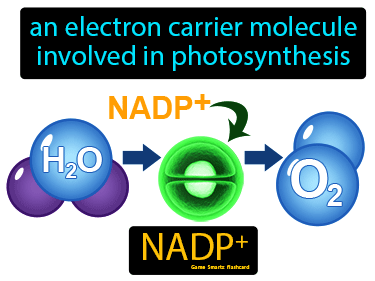 an electron carrier molecule
involved in photosynthesis
NADP+
H₂O
O₂
NADP+
Game Smartz flashcard